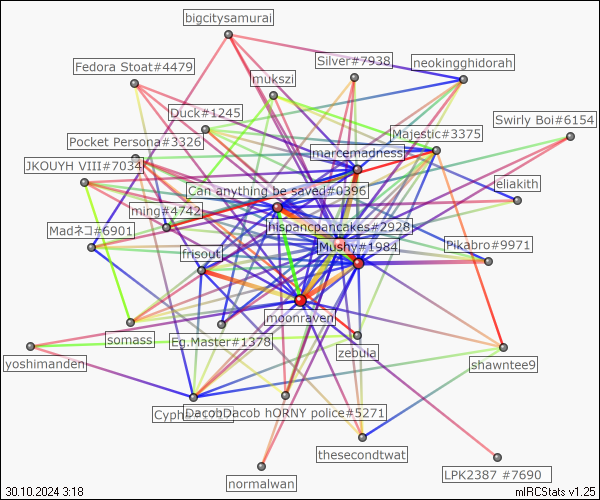 bigcitysamurai
Fedora Stoat#4479
Silver#7938
neokingghidorah
mukszi
Duck#1245
Swirly Boi#6154
Pocket Persona#3326
Majestic#3375
marcemadness
JKOUYH VIII#7034
eliakith
Can anything be saved#0396
ming#4742
Madネコ#6901
hispancpancakes#2928
Mushy#1984
Pikabro#9971
frisout
moonraven
somass
Eg.Master#1378
zebula
yoshimanden
shawntee9
DacobDacob hORNY police#5271
thesecondtwat
normalwan
LPK2387 #7690
30.10.2024 3:18
mIRCStats v1.25